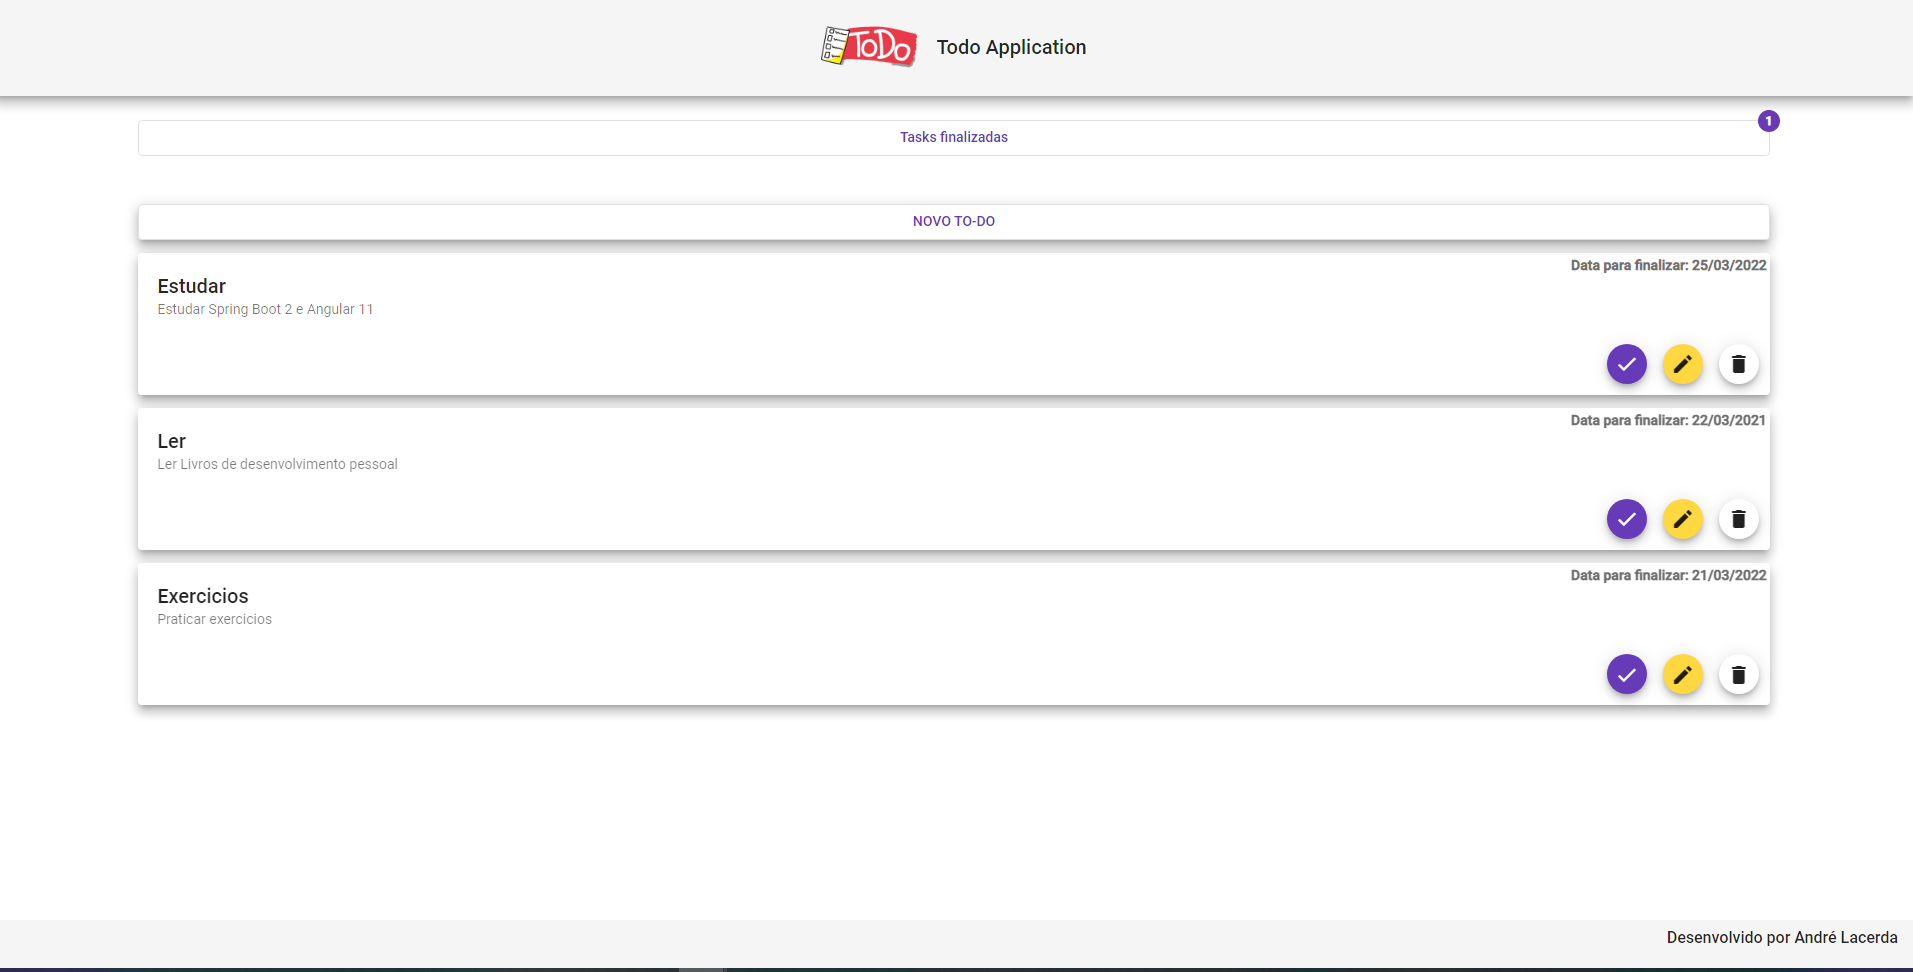 ToDo Todo Application
1
Tasks finalizadas
NOVO TO-DO
Data para finalizar: 25/03/2022
Estudar
Estudar Spring Boot 2 e Angular 11
Data para finalizar: 22/03/2021
Ler
Ler Livros de desenvolvimento pessoal
Data para finalizar: 21/03/2022
Exercicios
Praticar exercicios
Desenvolvido por André Lacerda